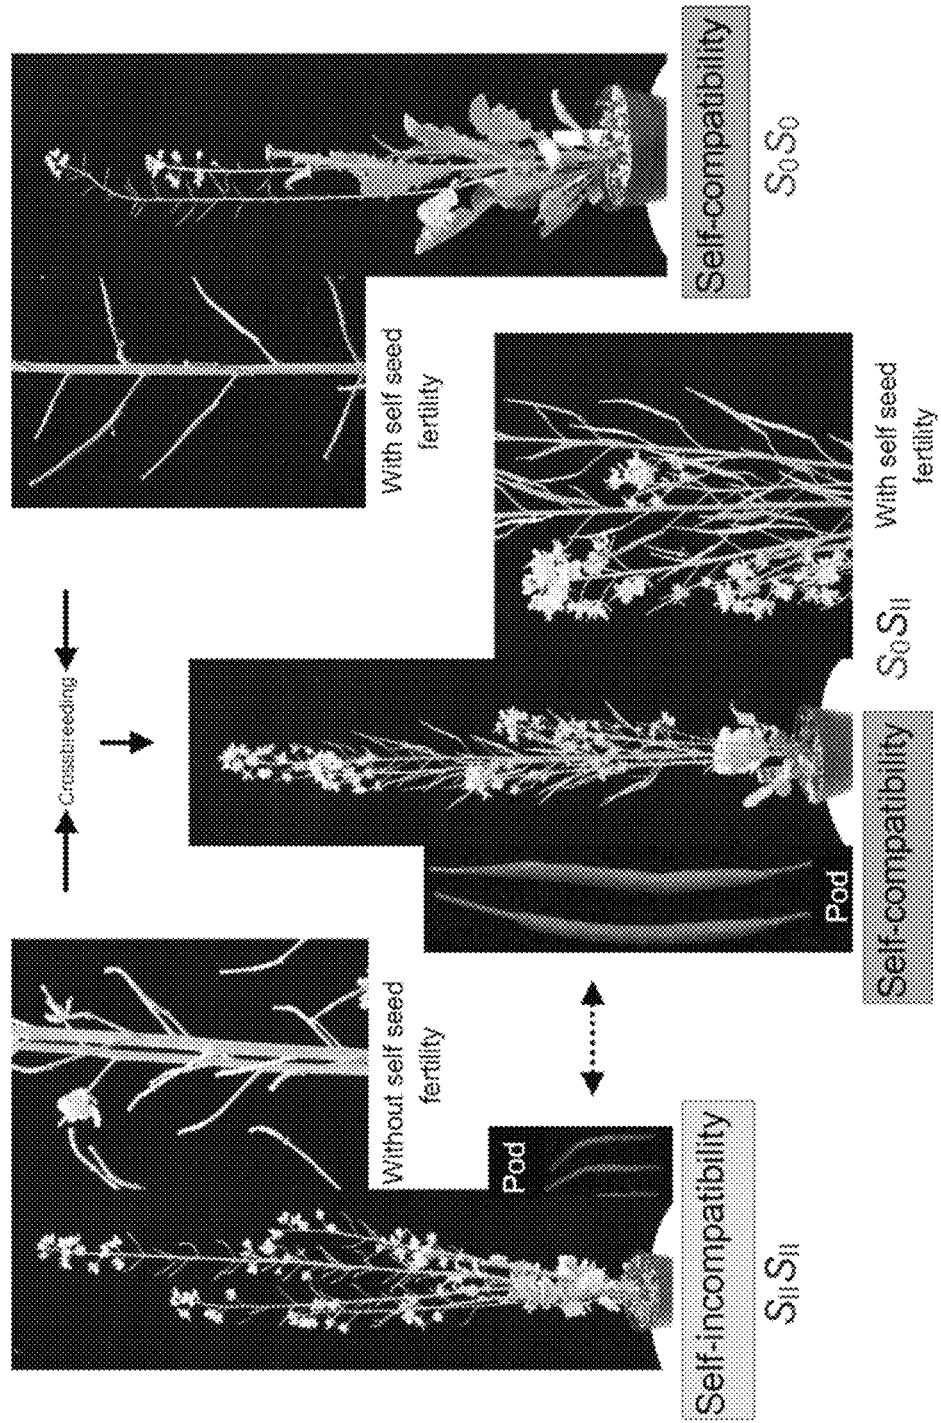 Crossbreeding
Without self seed
fertility
With self seed
fertility
Pod
Self-incompatibility
SIISII
Pod
Self-compatibility
S0SII
With self seed
fertility
Self-compatibility
S0S0